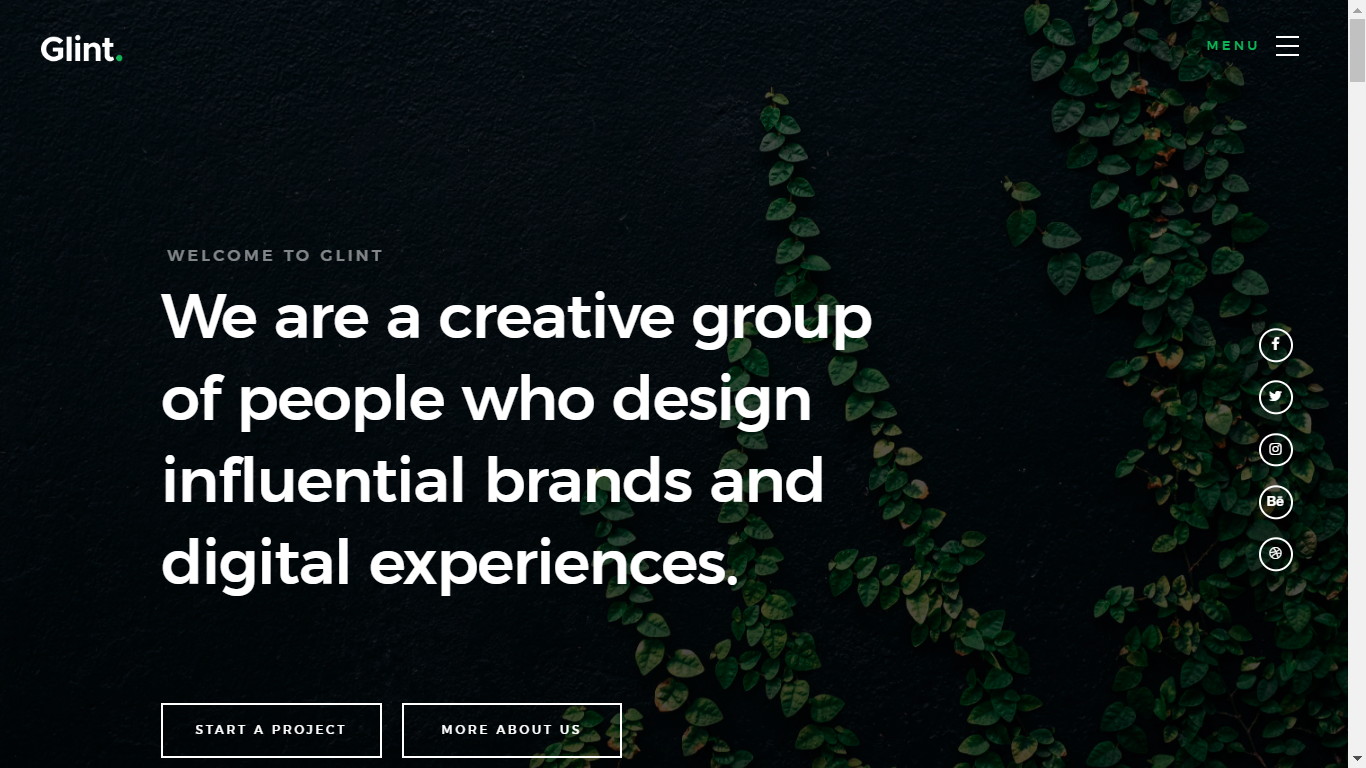 Glint.
MENU
WELCOME TO GLINT
We are a creative group
of people who design
influential brands and
digital experiences.
Bē
START A PROJECT
MORE ABOUT US